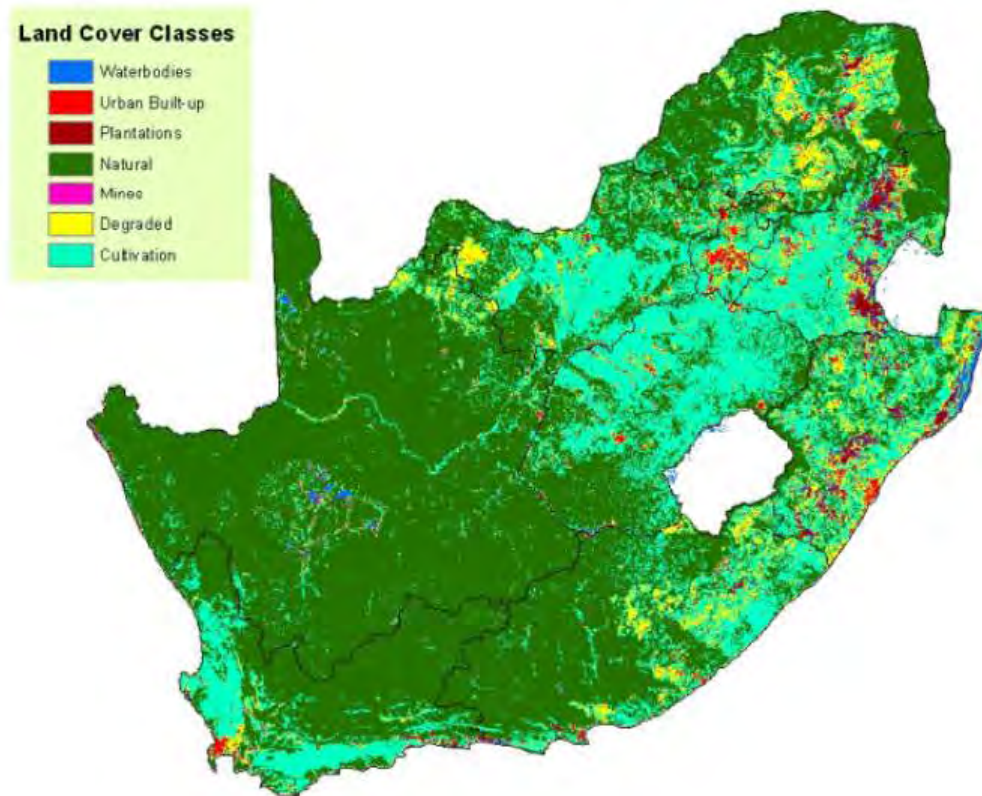 Land Cover Classes
Waterbodies
Urban Built-up
Plantations
Natural
Mines
Degraded
Cultivation